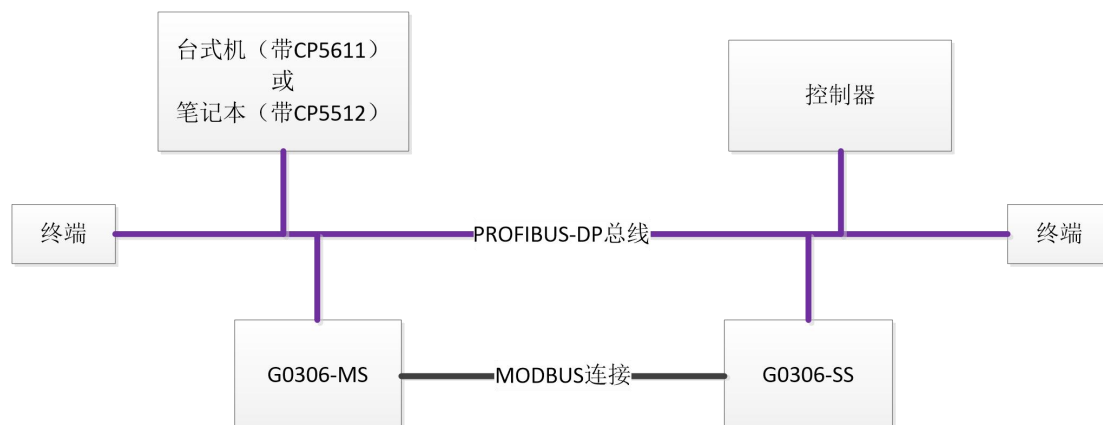 台式机（带CP5611）
或
笔记本（带CP5512）
控制器
终端
PROFIBUS-DP总线
终端
G0306-MS
MODBUS连接
G0306-SS